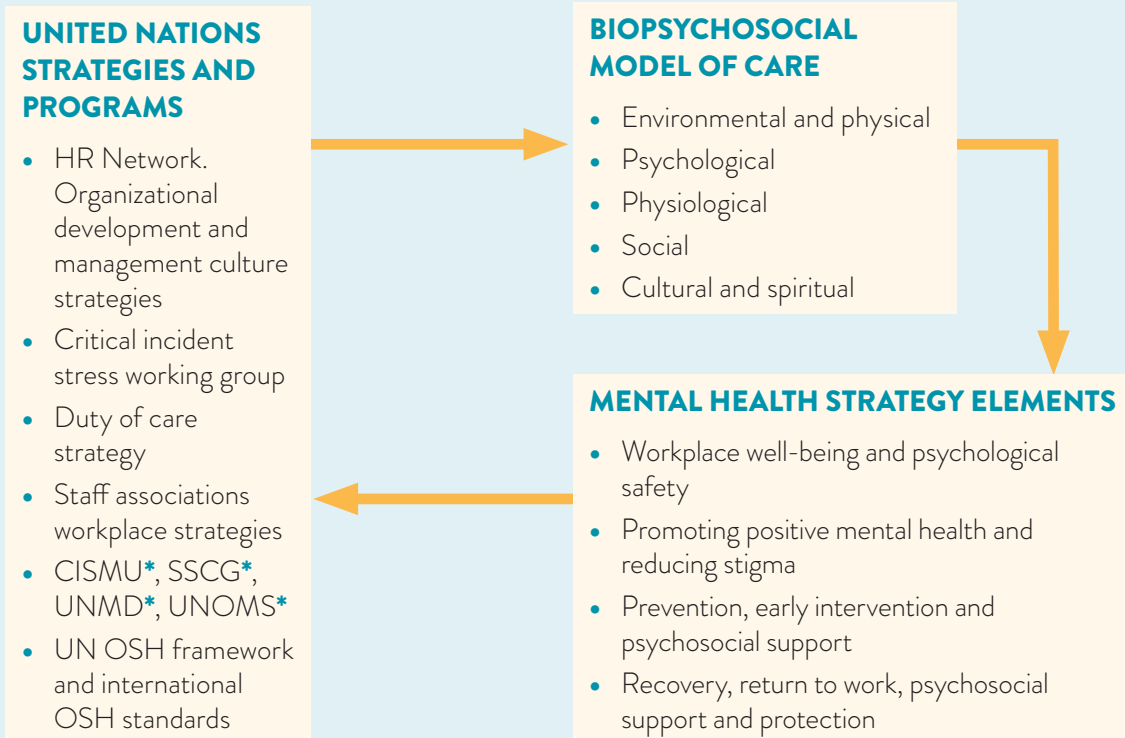 UNITED NATIONS
STRATEGIES AND
PROGRAMS
• HR Network.
Organizational
development and
management culture
strategies
• Critical incident
stress working group
• Duty of care
strategy
• Staff associations
workplace strategies
• CISMU*, SSCG*,
UNMD*, UNOMS*
• UN OSH framework
and international
OSH standards
BIOPSYCHOSOCIAL
MODEL OF CARE
• Environmental and physical
• Psychological
• Physiological
• Social
• Cultural and spiritual
MENTAL HEALTH STRATEGY ELEMENTS
• Workplace well-being and psychological
safety
• Promoting positive mental health and
reducing stigma
• Prevention, early intervention and
psychosocial support
• Recovery, return to work, psychosocial
support and protection